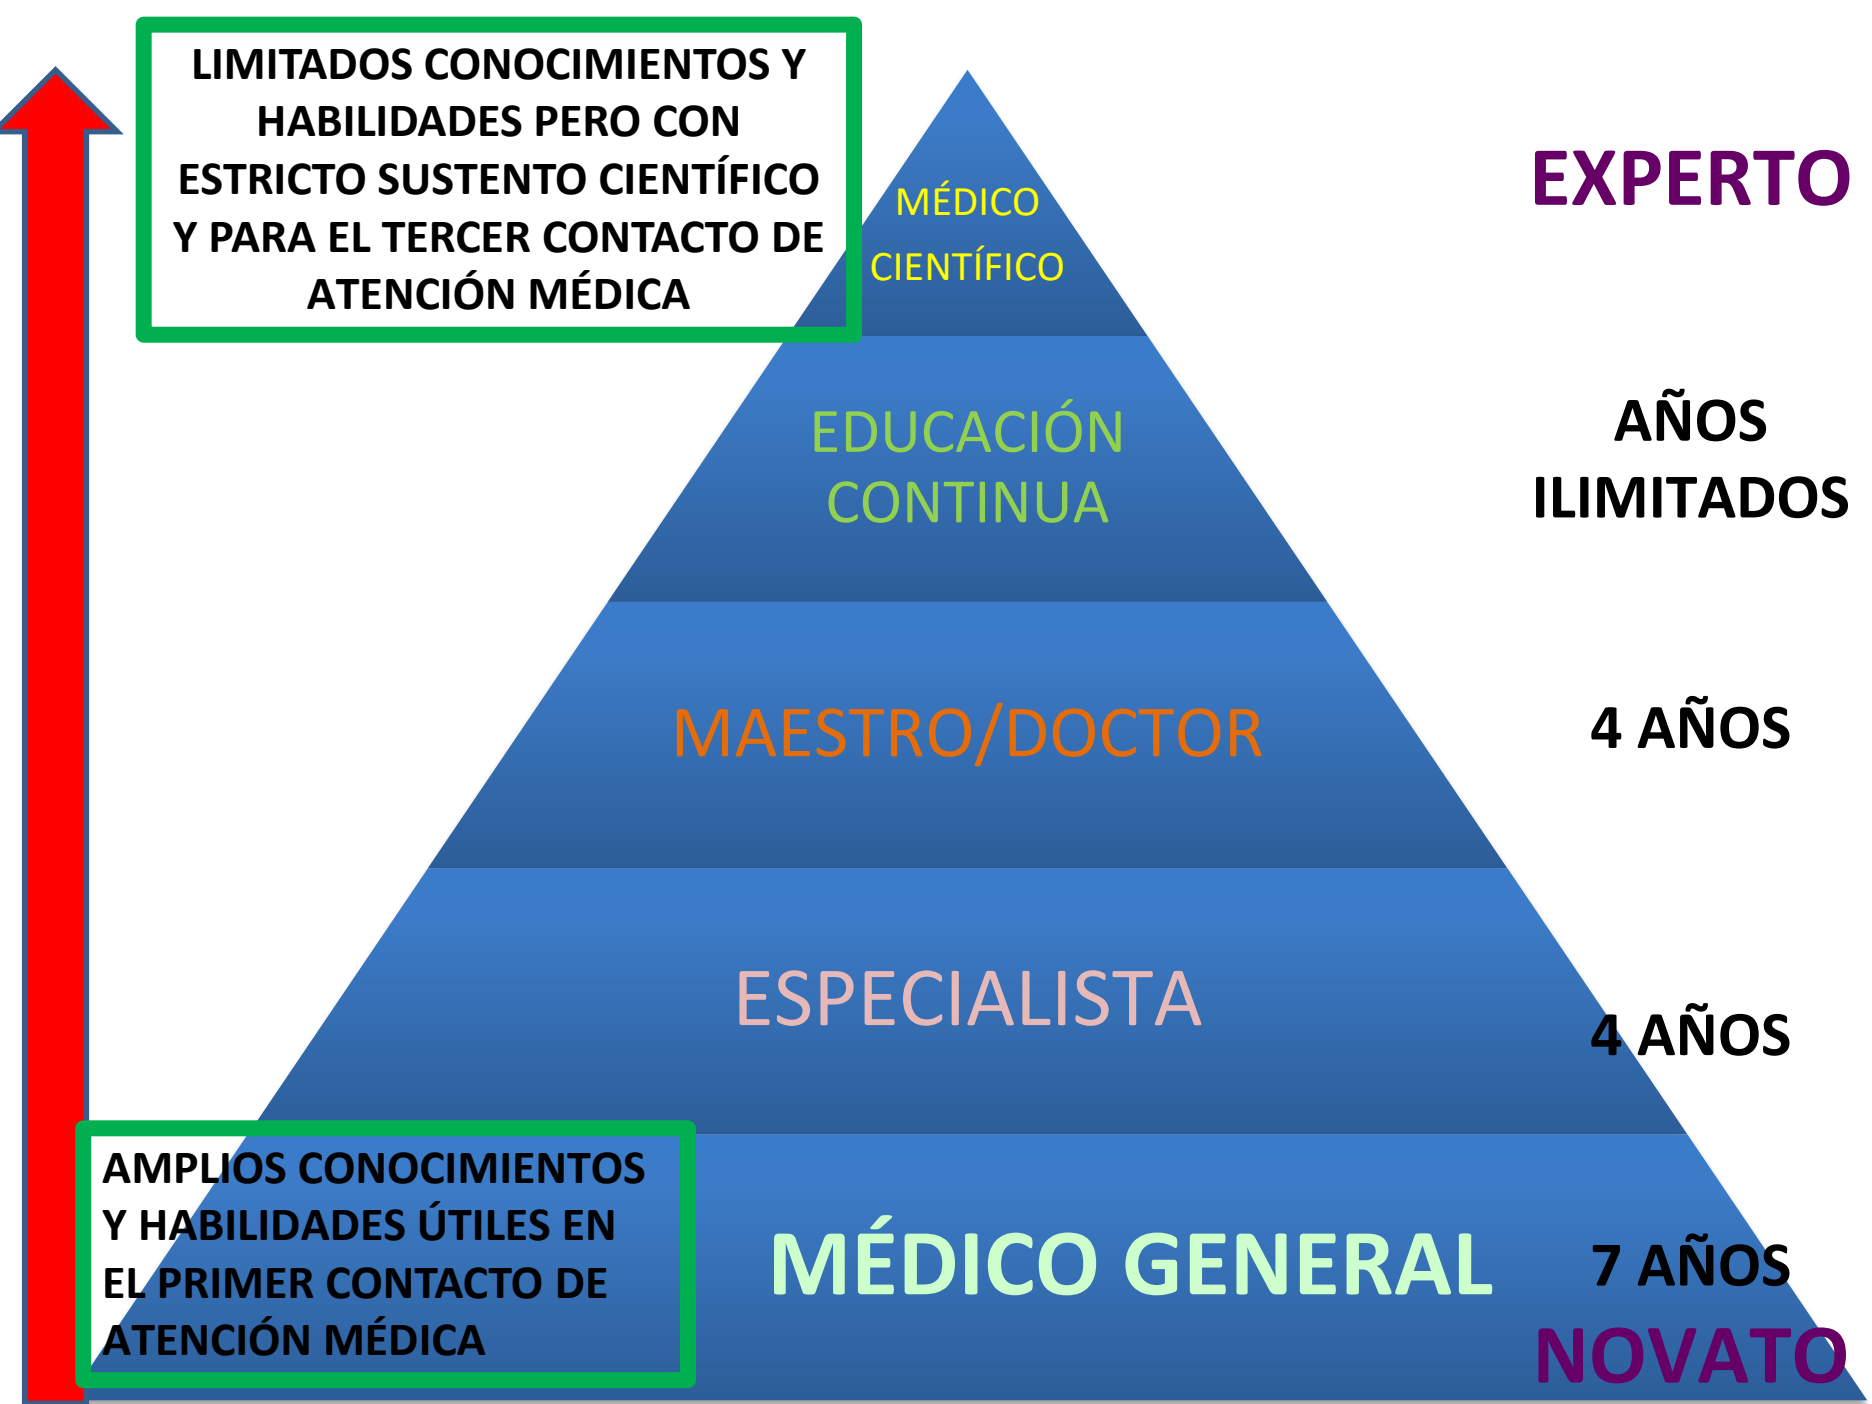 LIMITADOS CONOCIMIENTOS Y
HABILIDADES PERO CON
ESTRICTO SUSTENTO CIENTÍFICO
Y PARA EL TERCER CONTACTO DE
ATENCIÓN MÉDICA
MÉDICO
CIENTÍFICO
EXPERTO
EDUCACIÓN
CONTINUA
AÑOS
ILIMITADOS
MAESTRO/DOCTOR
4 AÑOS
ESPECIALISTA
4 AÑOS
AMPLIOS CONOCIMIENTOS
Y HABILIDADES ÚTILES EN
EL PRIMER CONTACTO DE
ATENCIÓN MÉDICA
MÉDICO GENERAL
7 AÑOS
NOVATO